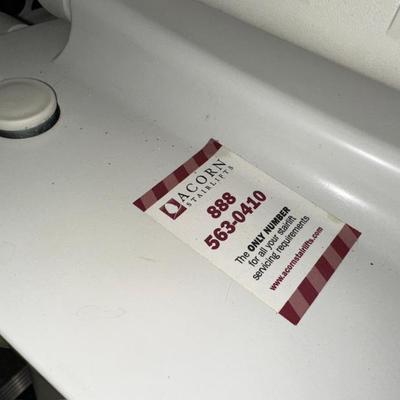 ACORN
STAIRLIFTS
888
563-0410
The ONLY NUMBER
for all your stairlift
servicing requirements
www.acornstairlifts.com